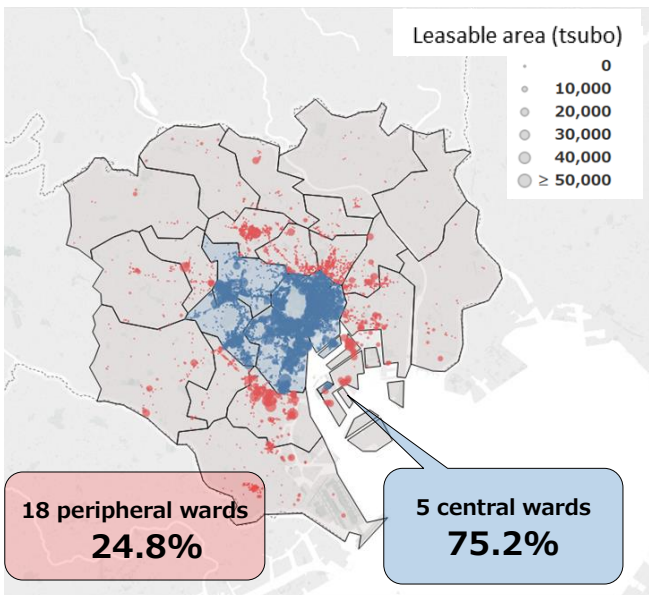 Leasable area (tsubo)
0
10,000
20,000
30,000
40,000
≥ 50,000
18 peripheral wards
24.8%
5 central wards
75.2%